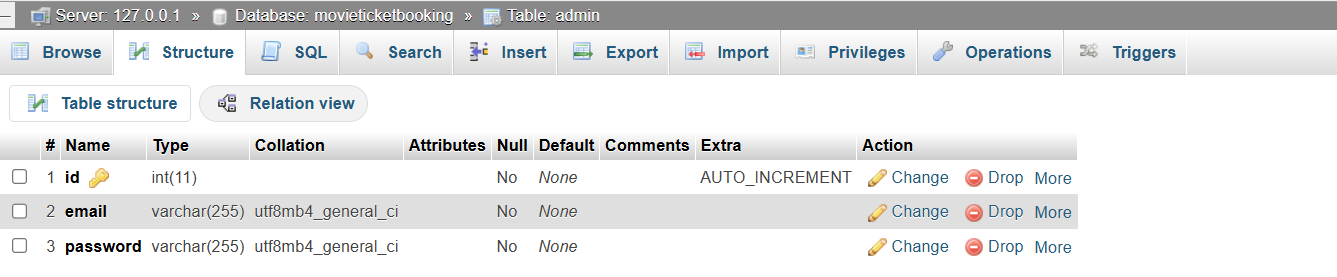 Server: 127.0.0.1 » Database: movieticketbooking » Table: admin
Browse Structure SQL Search Insert Export Import Privileges Operations Triggers
Table structure Relation view
# Name Type Collation Attributes Null Default Comments Extra Action
1 id int(11) No None AUTO_INCREMENT Change Drop More
2 email varchar(255) utf8mb4_general_ci No None Change Drop More
3 password varchar(255) utf8mb4_general_ci No None Change Drop More